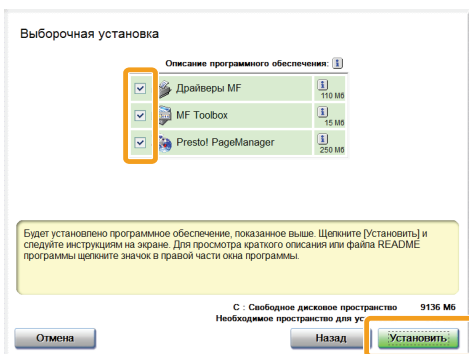 Выборочная установка
Описание программного обеспечения:
Драйверы MF
110 Мб
MF Toolbox
15 Мб
Presto! PageManager
250 Мб
Будет установлено программное обеспечение, показанное выше. Щелкните [Установить] и
следуйте инструкциям на экране. Для просмотра краткого описания или файла README
программы щелкните значок в правой части окна программы.
C : Свободное дисковое пространство 9136 Мб
Необходимое пространство для ус
Отмена
Назад
Установить